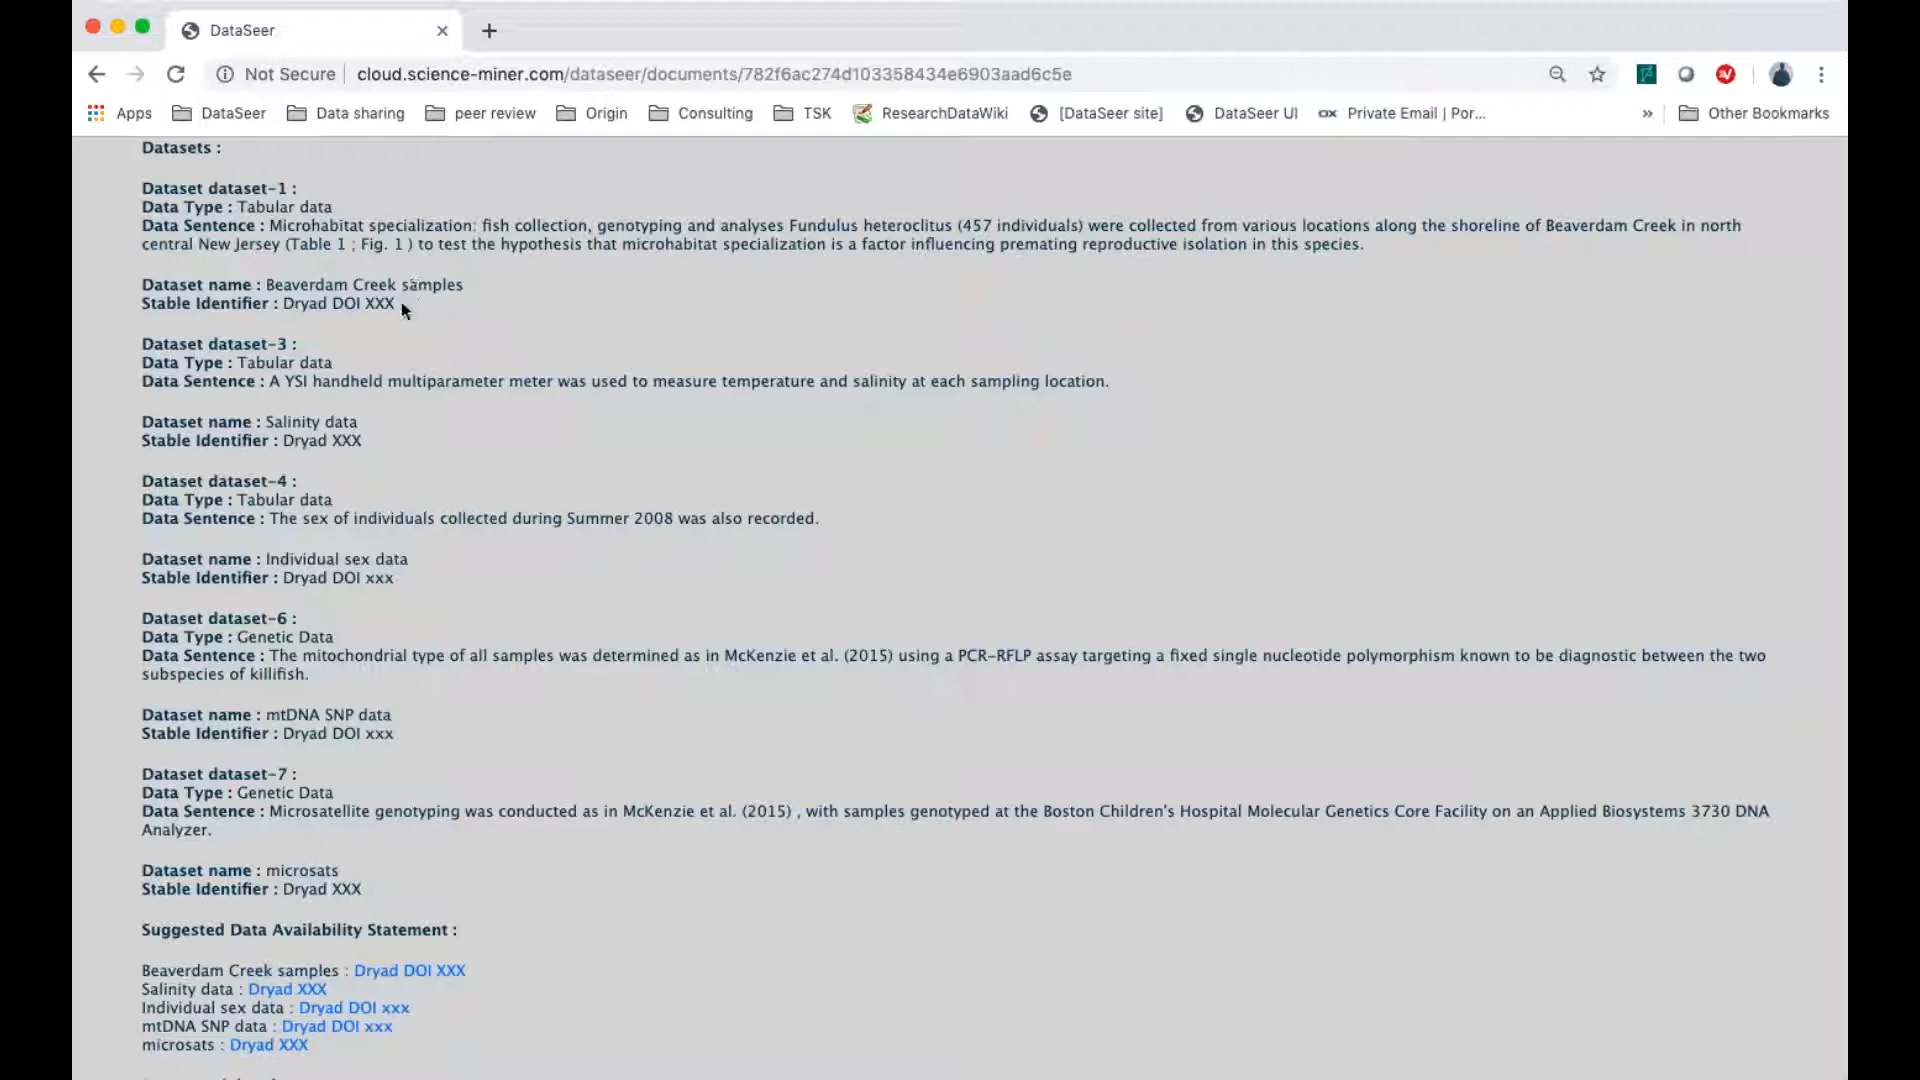 DataSeer
Not Secure
cloud.science-miner.com/dataseer/documents/782f6ac274d103358434e6903aad6c5e
Apps DataSeer Data sharing peer review Origin Consulting TSK ResearchDataWiki [DataSeer site] DataSeer UI ox Private Email | Por... » Other Bookmarks
Datasets :
Dataset dataset-1 :
Data Type : Tabular data
Data Sentence : Microhabitat specialization: fish collection, genotyping and analyses Fundulus heteroclitus (457 individuals) were collected from various locations along the shoreline of Beaverdam Creek in north
central New Jersey (Table 1 ; Fig. 1 ) to test the hypothesis that microhabitat specialization is a factor influencing premating reproductive isolation in this species.
Dataset name : Beaverdam Creek samples
Stable Identifier : Dryad DOI XXX
Dataset dataset-3 :
Data Type : Tabular data
Data Sentence : A YSI handheld multiparameter meter was used to measure temperature and salinity at each sampling location.
Dataset name : Salinity data
Stable Identifier : Dryad XXX
Dataset dataset-4 :
Data Type : Tabular data
Data Sentence : The sex of individuals collected during Summer 2008 was also recorded.
Dataset name : Individual sex data
Stable Identifier : Dryad DOI xxx
Dataset dataset-6 :
Data Type : Genetic Data
Data Sentence : The mitochondrial type of all samples was determined as in McKenzie et al. (2015) using a PCR-RFLP assay targeting a fixed single nucleotide polymorphism known to be diagnostic between the two
subspecies of killifish.
Dataset name : mtDNA SNP data
Stable Identifier : Dryad DOI xxx
Dataset dataset-7 :
Data Type : Genetic Data
Data Sentence : Microsatellite genotyping was conducted as in McKenzie et al. (2015) , with samples genotyped at the Boston Children's Hospital Molecular Genetics Core Facility on an Applied Biosystems 3730 DNA
Analyzer.
Dataset name : microsats
Stable Identifier : Dryad XXX
Suggested Data Availability Statement :
Beaverdam Creek samples : Dryad DOI XXX
Salinity data : Dryad XXX
Individual sex data : Dryad DOI xxx
mtDNA SNP data : Dryad DOI xxx
microsats : Dryad XXX